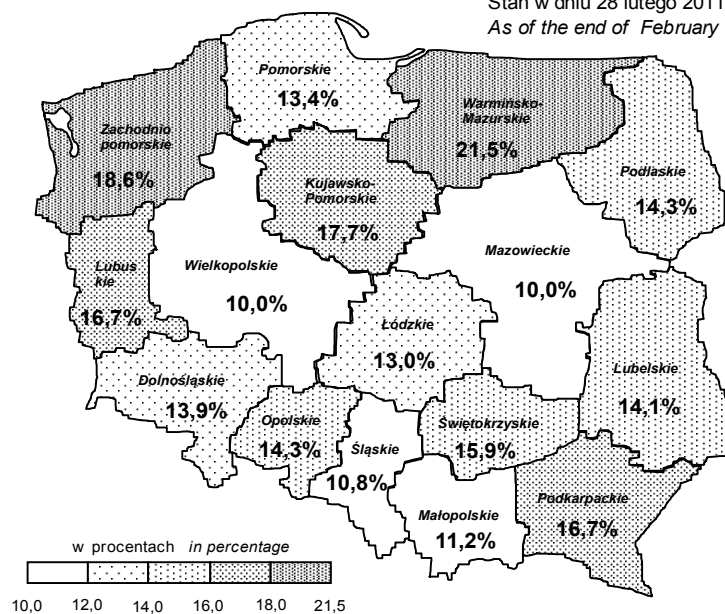 Stan w dniu 28 lutego 2011
As of the end of February
Pomorskie
13,4%
Warmińsko-
Mazurskie
21,5%
Zachodnio
pomorskie
18,6%
Podlaskie
14,3%
Kujawsko-
Pomorskie
17,7%
Lubus
kie
16,7%
Wielkopolskie
10,0%
Mazowieckie
10,0%
Łódzkie
13,0%
Lubelskie
14,1%
Dolnośląskie
13,9%
Opolskie
14,3%
Śląskie
10,8%
Świętokrzyskie
15,9%
Małopolskie
11,2%
Podkarpackie
16,7%
w procentach in percentage
10,0 12,0 14,0 16,0 18,0 21,5